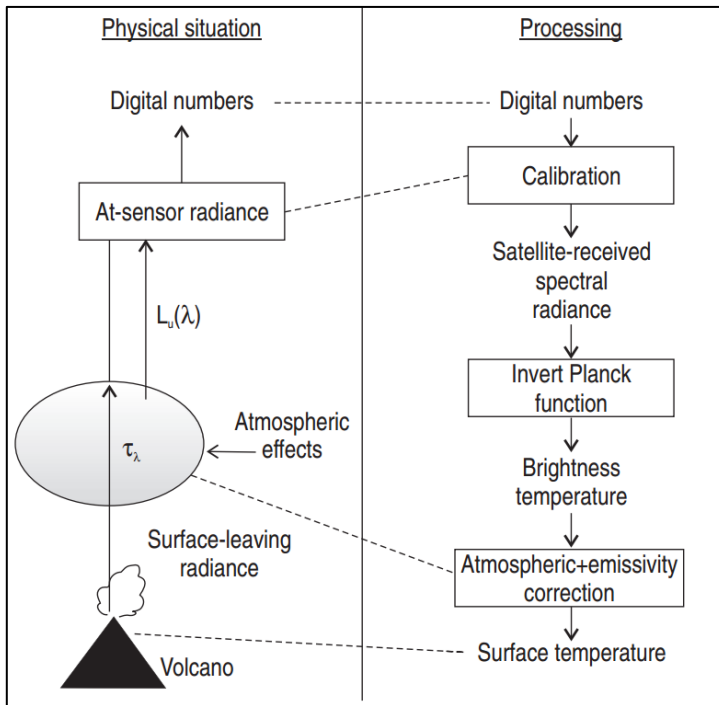 Physical situation
Digital numbers
At-sensor radiance
Lᵤ(λ)
Atmospheric
effects
τλ
Surface-leaving
radiance
Volcano
Processing
Digital numbers
Calibration
Satellite-received
spectral
radiance
Invert Planck
function
Brightness
temperature
Atmospheric+emissivity
correction
Surface temperature